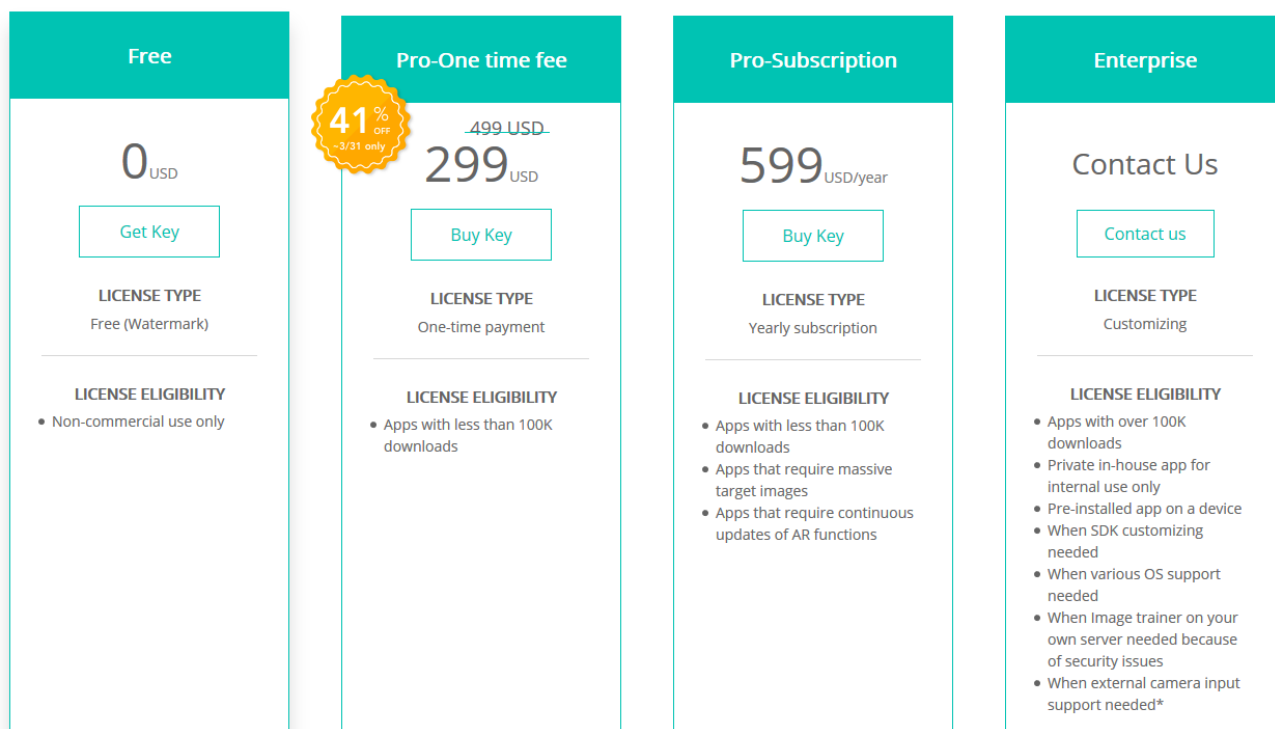 Free
0 USD
Get Key
LICENSE TYPE
Free (Watermark)
LICENSE ELIGIBILITY
• Non-commercial use only
Pro-One time fee
41% OFF
~3/31 only
499 USD
299 USD
Buy Key
LICENSE TYPE
One-time payment
LICENSE ELIGIBILITY
• Apps with less than 100K
downloads
Pro-Subscription
599 USD/year
Buy Key
LICENSE TYPE
Yearly subscription
LICENSE ELIGIBILITY
• Apps with less than 100K
downloads
• Apps that require massive
target images
• Apps that require continuous
updates of AR functions
Enterprise
Contact Us
Contact us
LICENSE TYPE
Customizing
LICENSE ELIGIBILITY
• Apps with over 100K
downloads
• Private in-house app for
internal use only
• Pre-installed app on a device
• When SDK customizing
needed
• When various OS support
needed
• When Image trainer on your
own server needed because
of security issues
• When external camera input
support needed*